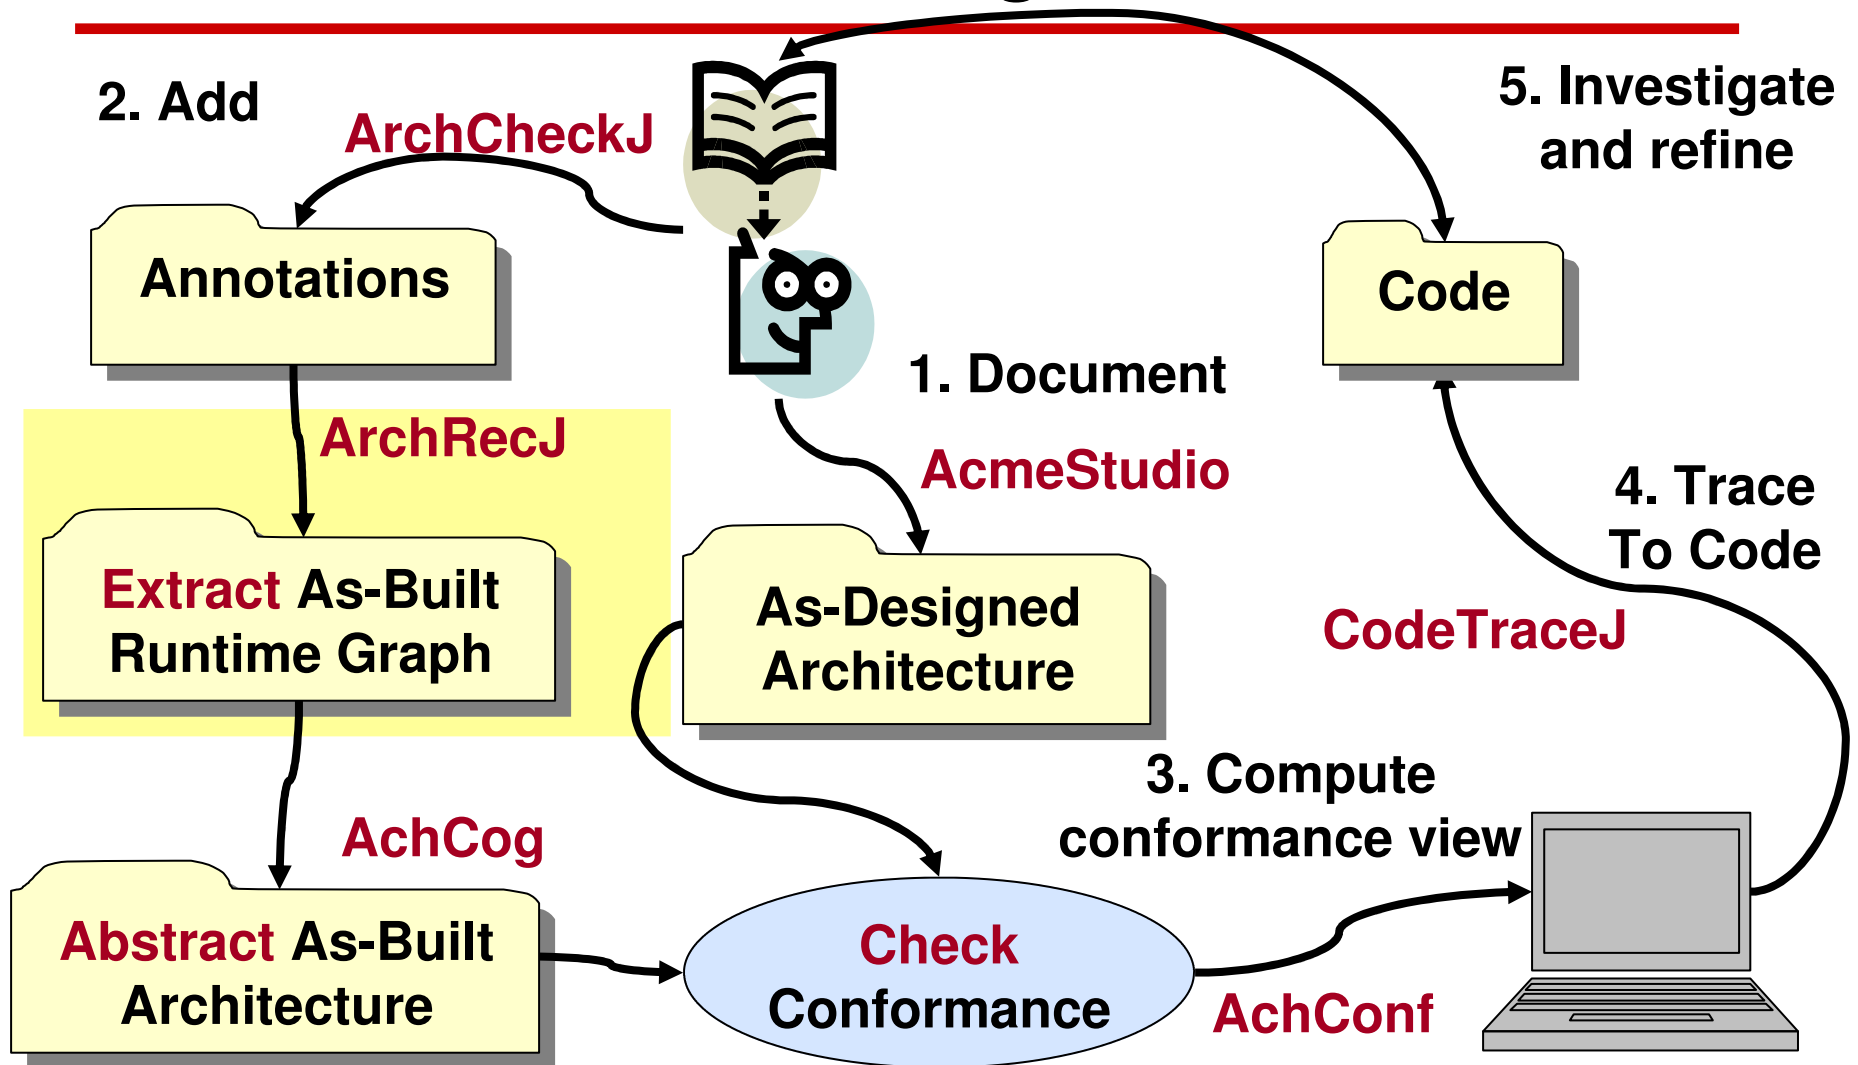 2. Add
ArchCheckJ
5. Investigate
and refine
Annotations
Code
1. Document
ArchRecJ
AcmeStudio
4. Trace
To Code
Extract As-Built
Runtime Graph
As-Designed
Architecture
CodeTraceJ
3. Compute
conformance view
AchCog
Abstract As-Built
Architecture
Check
Conformance
AchConf